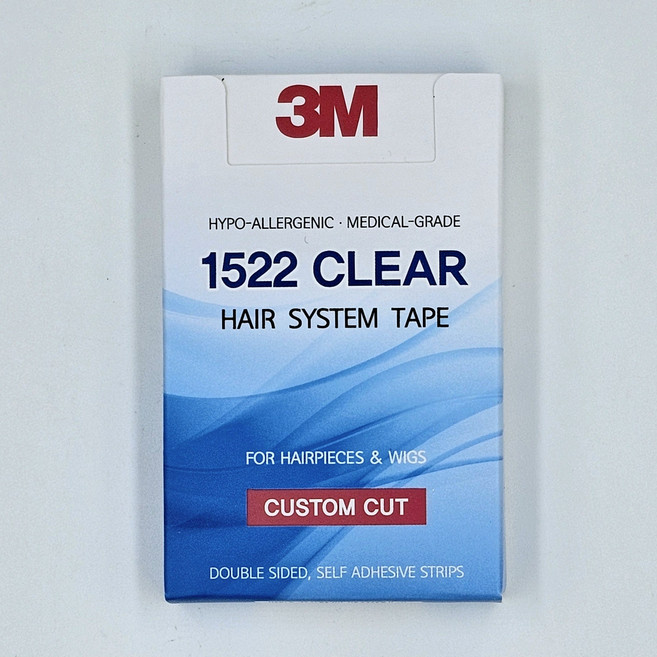 3M
HYPO-ALLERGENIC · MEDICAL-GRADE
1522 CLEAR
HAIR SYSTEM TAPE
FOR HAIRPIECES & WIGS
CUSTOM CUT
DOUBLE SIDED, SELF ADHESIVE STRIPS